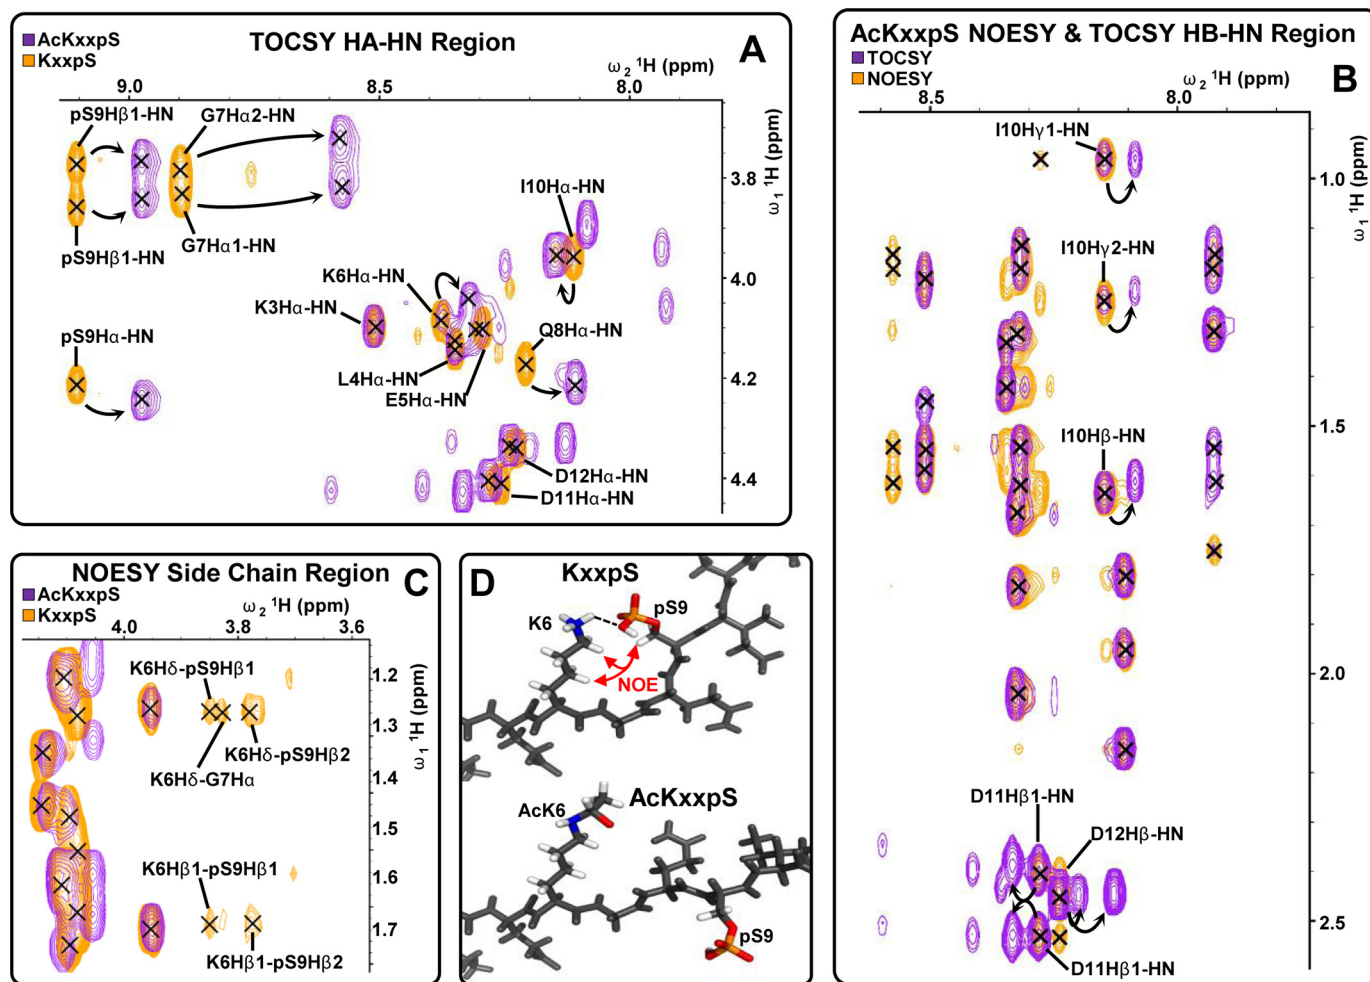 AcKxxpS
KxxpS
TOCSY HA-HN Region
A
ω2 1H (ppm)
9.0
8.5
8.0
pS9Hβ1-HN
G7Hα2-HN
ω1 1H (ppm)
3.8
I10Hα-HN
G7Hα1-HN
pS9Hβ1-HN
K6Hα-HN
4.0
K3Hα-HN
pS9Hα-HN
Q8Hα-HN
L4Hα-HN
4.2
E5Hα-HN
D12Hα-HN
4.4
D11Hα-HN
AcKxxpS NOESY & TOCSY HB-HN Region
TOCSY
NOESY
B
ω2 1H (ppm)
8.5
8.0
I10Hγ1-HN
1.0
ω1 1H (ppm)
I10Hγ2-HN
1.5
I10Hβ-HN
2.0
D11Hβ1-HN
D12Hβ-HN
2.5
D11Hβ1-HN
NOESY Side Chain Region
C
AcKxxpS
KxxpS
ω2 1H (ppm)
4.0
3.8
3.6
K6Hδ-pS9Hβ1
1.2
ω1 1H (ppm)
1.3
K6Hδ-pS9Hβ2
K6Hδ-G7Hα
1.4
1.5
K6Hβ1-pS9Hβ1
1.6
1.7
K6Hβ1-pS9Hβ2
D
KxxpS
pS9
K6
NOE
AcKxxpS
AcK6
pS9